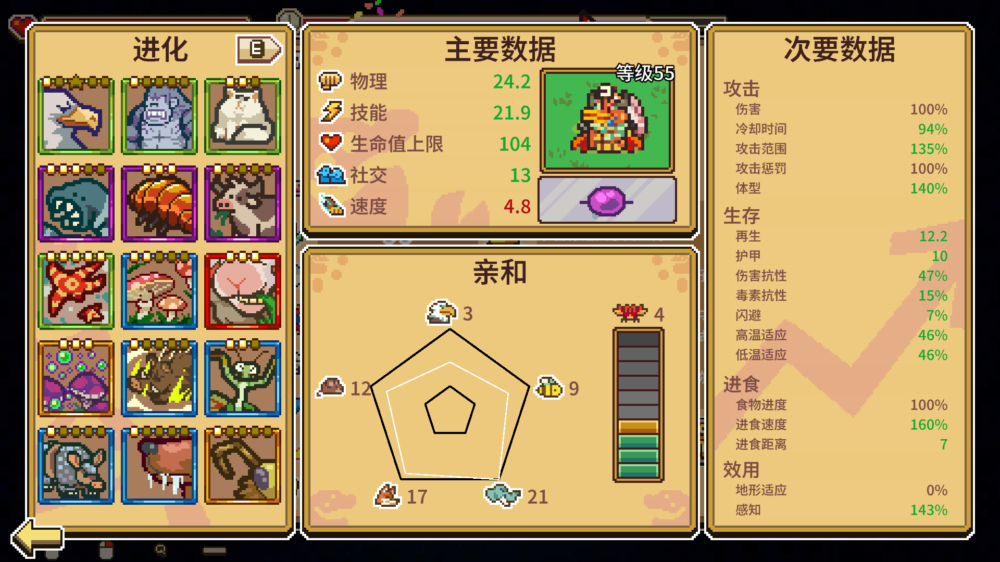 进化
E
主要数据
等级55
物理 24.2
技能 21.9
生命值上限 104
社交 13
速度 4.8
亲和
3
12
9
17
21
4
次要数据
攻击
伤害 100%
冷却时间 94%
攻击范围 135%
攻击惩罚 100%
体型 140%
生存
再生 12.2
护甲 10
伤害抗性 47%
毒素抗性 15%
闪避 7%
高温适应 46%
低温适应 46%
进食
食物进度 100%
进食速度 160%
进食距离 7
效用
地形适应 0%
感知 143%
Q